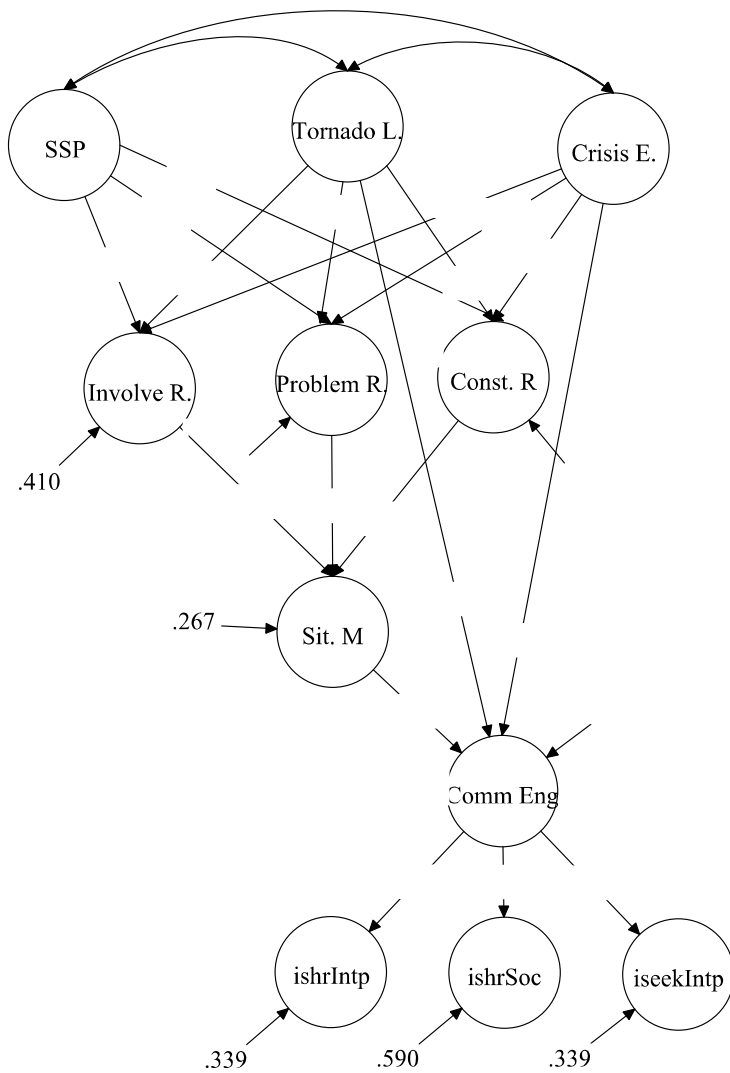 SSP
Tornado L.
Crisis E.
Involve R.
Problem R.
Const. R
.410
.267
Sit. M
Comm Eng
ishrIntp
ishrSoc
iseekIntp
.339
.590
.339